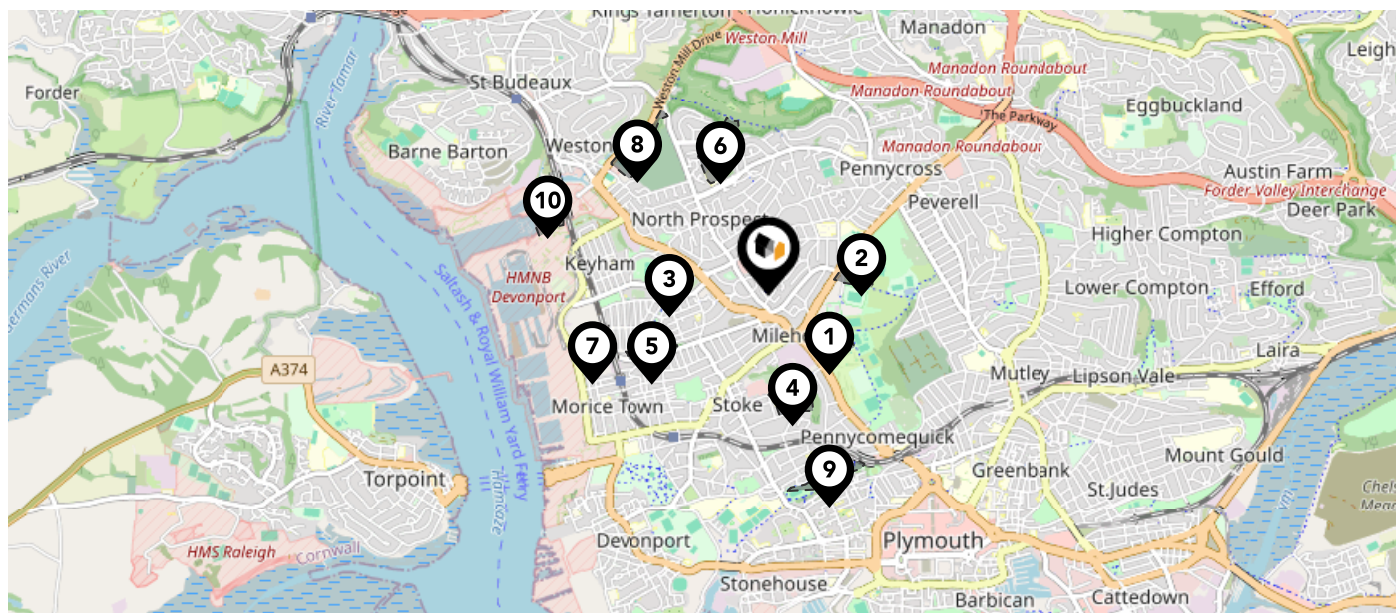 Kings Tamerton
Honicknowle
Weston Mill
Manadon
Leigh
Weston Mill Drive
Manadon Roundabout
St Budeaux
Forder
River Tamar
Manadon Roundabout
Eggbuckland
The Parkway
Barne Barton
Weston
8
6
Manadon Roundabout
Pennycross
Austin Farm
Forder Valley Interchange
10
Peverell
Deer Park
North Prospect
Higher Compton
2
Keyham
3
HMNB
Devonport
Lower Compton
Efford
Saltash & Royal William Yard Ferry
Mileh
1
7
5
Laira
A374
Mutley
Lipson Vale
4
Morice Town
Stoke
Pennycomequick
Mount Gould
9
Greenbank
Torpoint
St.Judes
Hamoaze
HMS Raleigh
Cornwall
Devonport
Plymouth
Stonehouse
Barbican
Cattedown